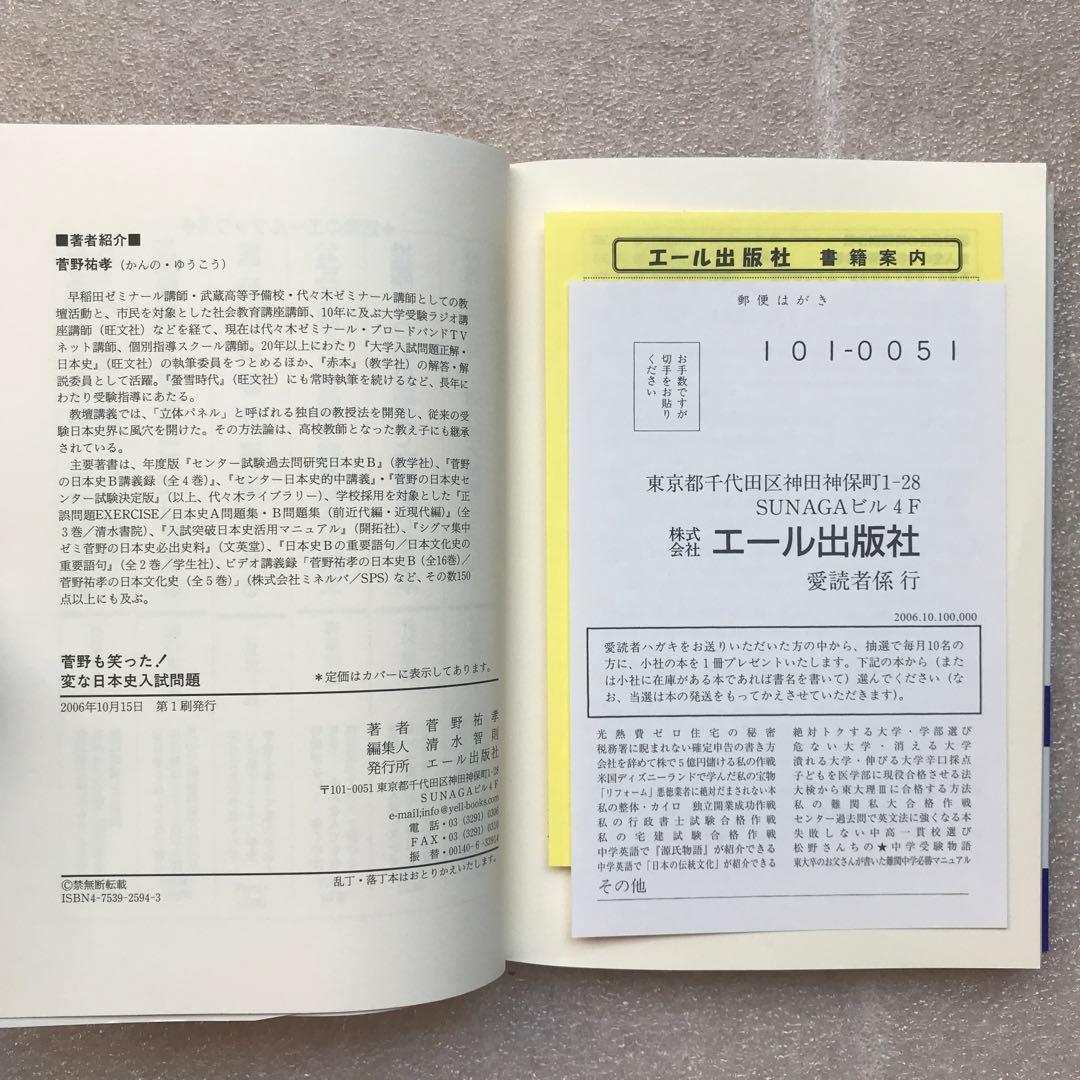 ■著者紹介■
菅野祐孝（かんの・ゆうこう）
早稲田ゼミナール講師・武蔵高等予備校・代々木ゼミナール講師としての教
壇活動と、市民を対象とした社会教育講座講師、10年に及ぶ大学受験ラジオ講
座講師（旺文社）などを経て、現在は代々木ゼミナール・ブロードバンドTV
ネット講師、個別指導スクール講師。20年以上にわたり『大学入試問題正解・
日本史』（旺文社）の執筆委員をつとめるほか、『赤本』（教学社）の解答・解
説委員として活躍。『螢雪時代』（旺文社）にも常時執筆を続けるなど、長年に
わたり受験指導にあたる。
教壇講義では、「立体パネル」と呼ばれる独自の教授法を開発し、従来の受
験日本史界に風穴を開けた。その方法論は、高校教師となった教え子にも継承
されている。
主要著書は、年度版『センター試験過去問研究日本史B』（教学社）、『菅野
の日本史B講義録（全４巻）』、『センター日本史的中講義』・『菅野の日本史セ
ンター試験決定版』（以上、代々木ライブラリー）、学校採用を対象とした『正
誤問題EXERCISE／日本史A問題集・B問題集（前近代編・近現代編）』（全
３巻／清水書院）、『入試突破日本史活用マニュアル』（開拓社）、『シグマ集中
ゼミ菅野の日本史必出史料』（文英堂）、『日本史Bの重要語句／日本文化史の
重要語句』（全２巻／学生社）、ビデオ講義録「菅野祐孝の日本史B（全16巻）／
菅野祐孝の日本文化史（全５巻）」（株式会社ミネルバ／SPS）など、その数150
点以上にも及ぶ。
菅野も笑った！
変な日本史入試問題
＊定価はカバーに表示してあります。
2006年10月15日 第１刷発行
著者 菅野祐孝
編集人 清水智則
発行所 エール出版社
〒101-0051 東京都千代田区神田神保町1-28
SUNAGAビル４F
e-mail;info@yell-books.com
電話・03（3291）0306
FAX・03（3291）0310
振替・00140-6-33914
©禁無断転載
乱丁・落丁本はおとりかえいたします。
ISBN4-7539-2594-3
エール出版社 書籍案内
郵便はがき
101-0051
お手数ですが
切手をお貼り
ください
東京都千代田区神田神保町1-28
SUNAGAビル４F
株式会社 エール出版社
愛読者係 行
2006.10.100,000
愛読者ハガキをお送りいただいた方の中から、抽選で毎月10名の
方に、小社の本を１冊プレゼントいたします。下記の本から（また
は小社に在庫がある本であれば書名を書いて）選んでください（な
お、当選は本の発送をもってかえさせていただきます）。
光熱費ゼロ住宅の秘密
税務署に睨まれない確定申告の書き方
会社を辞めて株で５億円儲ける私の作戦
米国ディズニーランドで学んだ私の宝物
「リフォーム」悪徳業者に絶対だまされない本
私の整体・カイロ 独立開業成功作戦
私の行政書士試験合格作戦
私の宅建試験合格作戦
中学英語で『源氏物語』が紹介できる
中学英語で「日本の伝統文化」が紹介できる
その他
絶対トクする大学・学部選び
危ない大学・消える大学
潰れる大学・伸びる大学辛口採点
子どもを医学部に現役合格させる法
大検から東大理Ⅲに合格する方法
私の難関私大合格作戦
センター過去問で英文法に強くなる本
失敗しない中高一貫校選び
松野さんちの★中学受験物語
東大卒のお父さんが書いた難関中学必勝マニュアル